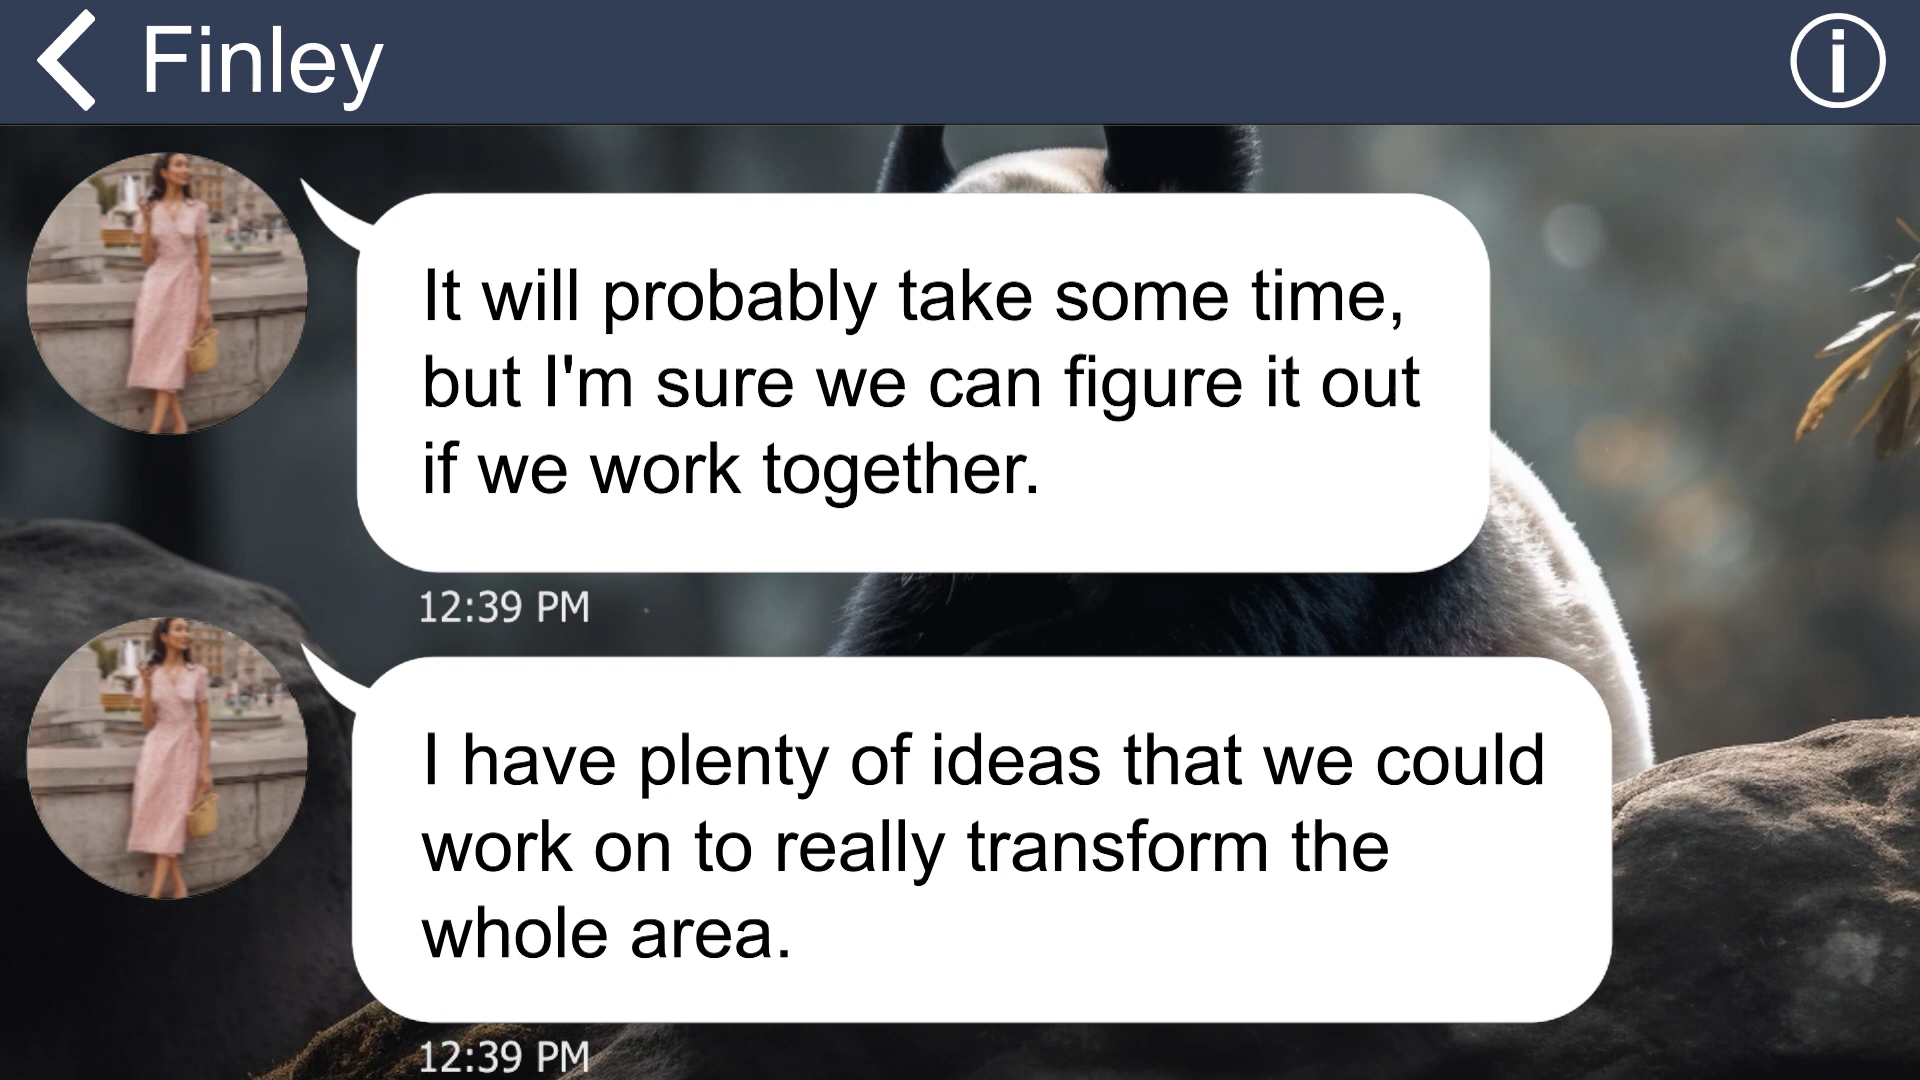 Finley
It will probably take some time,
but I'm sure we can figure it out
if we work together.
12:39 PM
I have plenty of ideas that we could
work on to really transform the
whole area.
12:39 PM